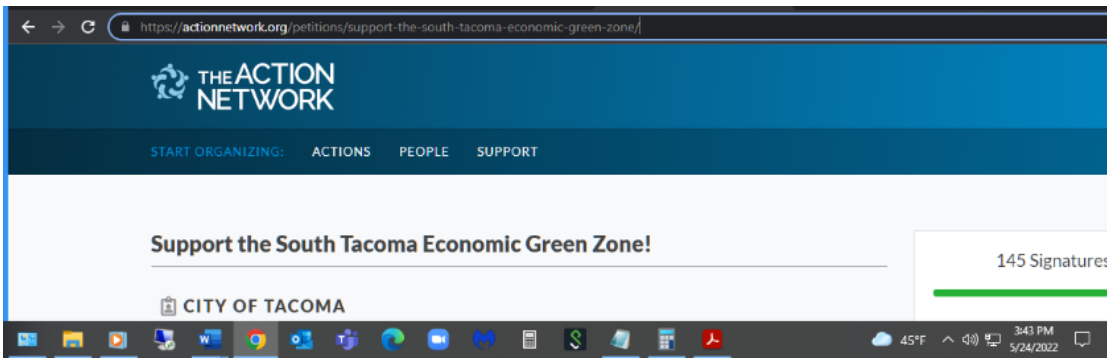 https://actionnetwork.org/petitions/support-the-south-tacoma-economic-green-zone/
THE ACTION
NETWORK
START ORGANIZING: ACTIONS PEOPLE SUPPORT
Support the South Tacoma Economic Green Zone!
145 Signatures
CITY OF TACOMA
45°F
3:43 PM
5/24/2022